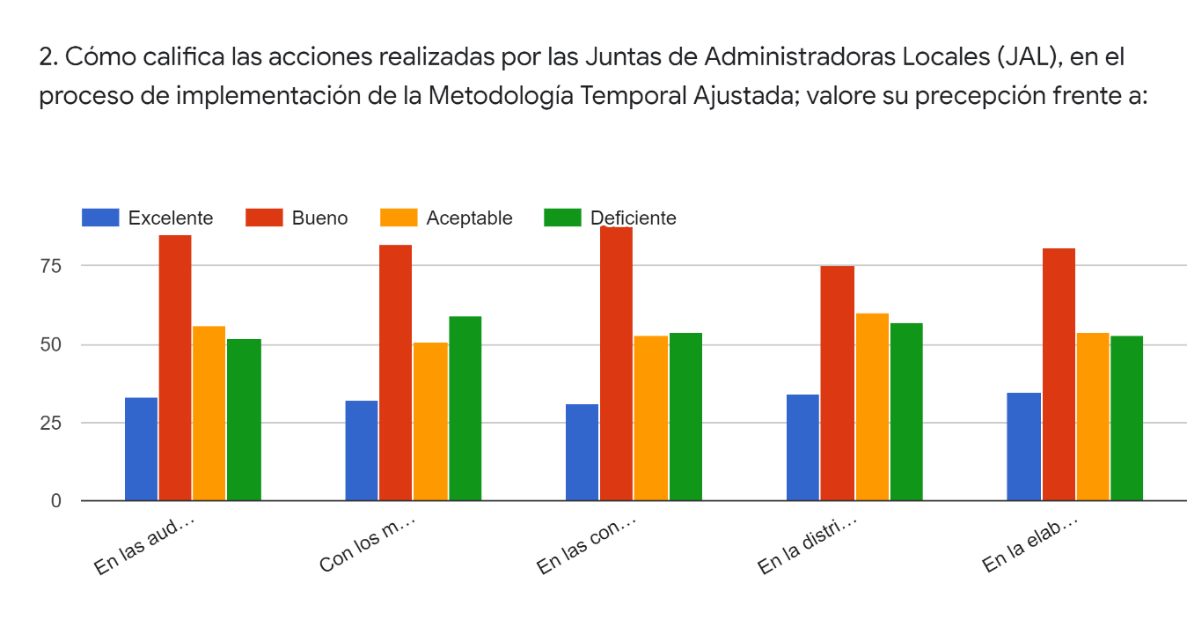 2. Cómo califica las acciones realizadas por las Juntas de Administradoras Locales (JAL), en el
proceso de implementación de la Metodología Temporal Ajustada; valore su precepción frente a:
Excelente Bueno Aceptable Deficiente
75
50
25
0
En las aud...
Con los m...
En las con...
En la distri...
En la elab...